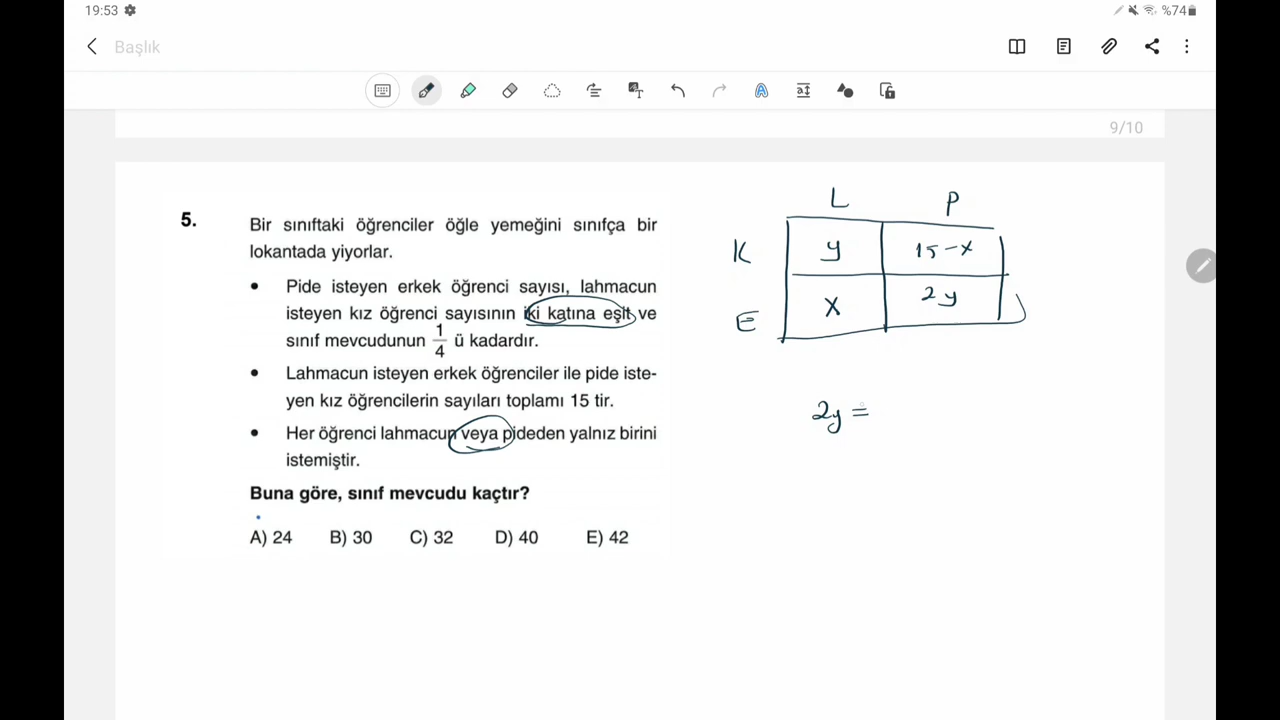 19:53
%74
Başlık
9/10
5.
Bir sınıftaki öğrenciler öğle yemeğini sınıfça bir
lokantada yiyorlar.
• Pide isteyen erkek öğrenci sayısı, lahmacun
isteyen kız öğrenci sayısının iki katına eşit ve
sınıf mevcudunun 1/4 ü kadardır.
• Lahmacun isteyen erkek öğrenciler ile pide iste-
yen kız öğrencilerin sayıları toplamı 15 tir.
• Her öğrenci lahmacun veya pideden yalnız birini
istemiştir.
Buna göre, sınıf mevcudu kaçtır?
A) 24 B) 30 C) 32 D) 40 E) 42
L P
K y 15-x
E x 2y
2y =